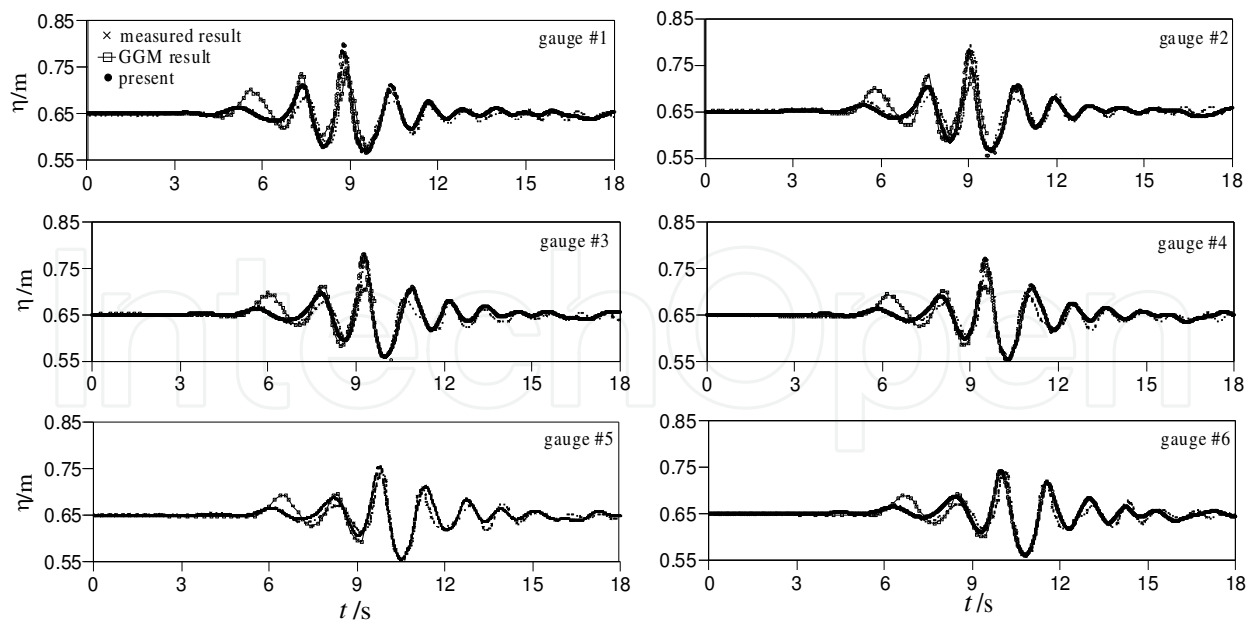 0.85
× measured result
GGM result
● present
gauge #1
0.75
η/m
0.65
0.55
0 3 6 9 12 15 18
0.85
gauge #2
0.75
0.65
0.55
0 3 6 9 12 15 18
0.85
gauge #3
0.75
η/m
0.65
0.55
0 3 6 9 12 15 18
0.85
gauge #4
0.75
0.65
0.55
0 3 6 9 12 15 18
0.85
gauge #5
0.75
η/m
0.65
0.55
0 3 6 9 12 15 18
t /s
0.85
gauge #6
0.75
0.65
0.55
0 3 6 9 12 15 18
t /s
IntechOpen